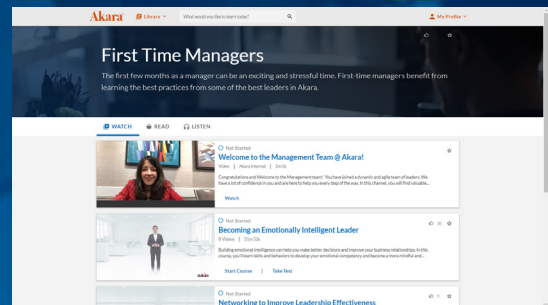 Akara
Library
What would you like to learn today?
My Profile
First Time Managers
The first few months as a manager can be an exciting and stressful time. First-time managers benefit from
learning the best practices from some of the best leaders in Akara.
WATCH
READ
LISTEN
Not Started
Welcome to the Management Team @ Akara!
Video | Akara Internal | 2m 0s
Congratulations and Welcome to the Management team! You have joined a dynamic and agile team of leaders. We
have a lot of confidence in you and are here to help you every step of the way. In this channel, you will find valuable...
Watch
Not Started
Becoming an Emotionally Intelligent Leader
10
Videos | 31m 53s
Building emotional intelligence can help you make better decisions and improve your business relationships. In this
course, you'll learn skills and behaviors to develop your emotional competency and become a more mindful and...
Start Course | Take Test
Not Started
5
Networking to Improve Leadership Effectiveness